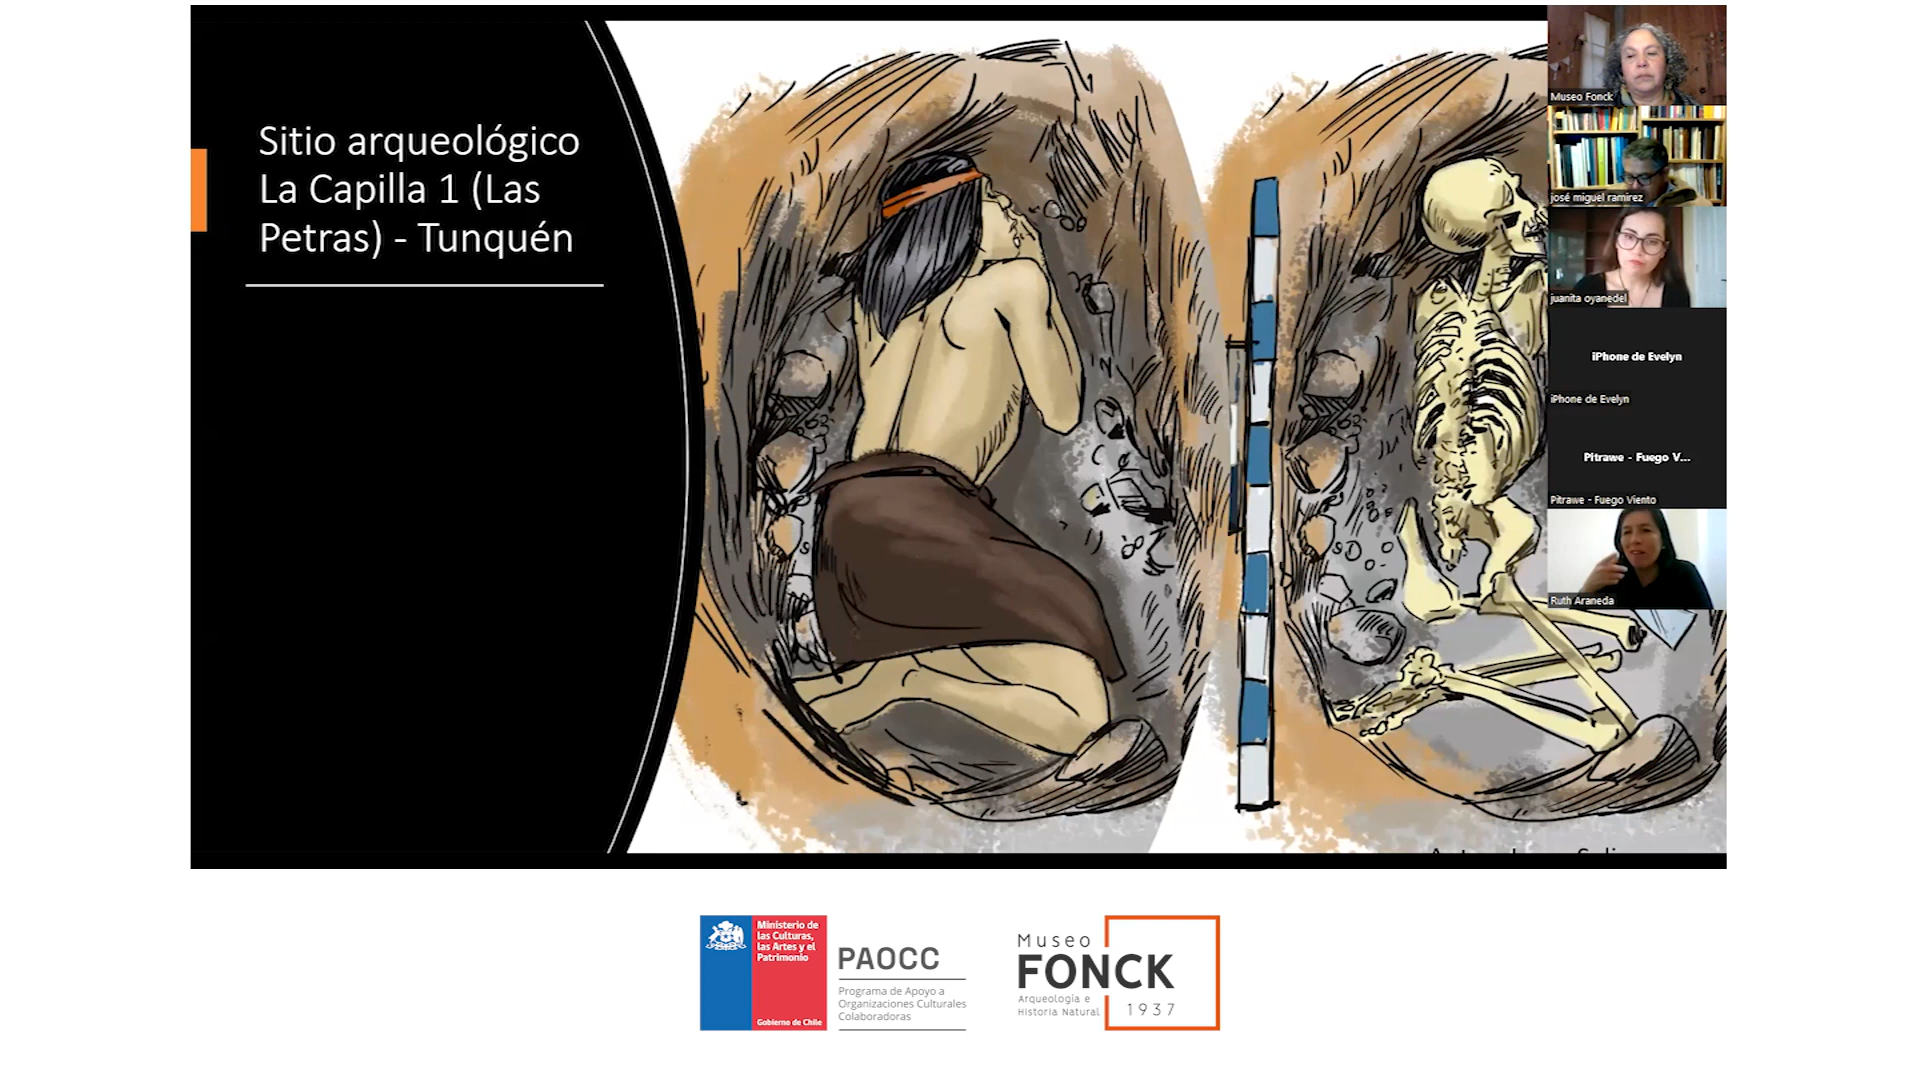 Sitio arqueológico
La Capilla 1 (Las
Petras) - Tunquén
Museo Fonck
josé miguel ramirez
juanita oyanedel
iPhone de Evelyn
iPhone de Evelyn
Pitrawe - Fuego V...
Pitrawe - Fuego Viento
Ruth Araneda
Ministerio de
las Culturas,
las Artes y el
Patrimonio
Gobierno de Chile
PAOCC
Programa de Apoyo a
Organizaciones Culturales
Colaboradoras
Museo
FONCK
Arqueología e
Historia Natural
1937